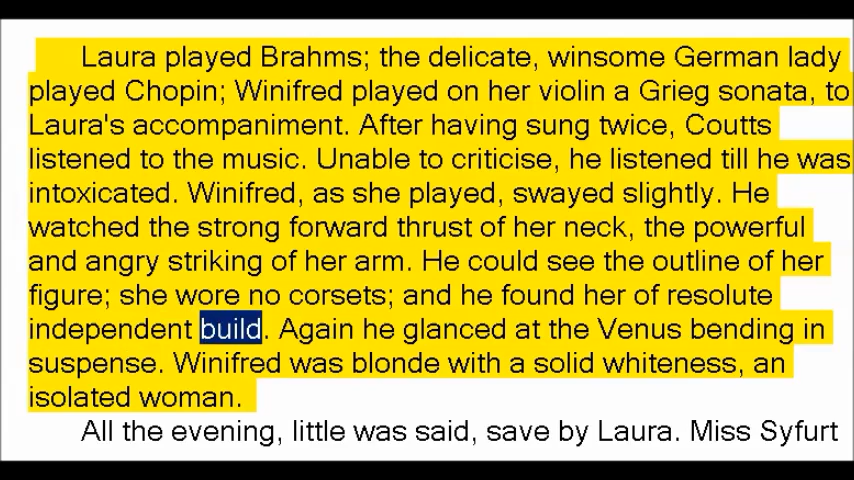 Laura played Brahms; the delicate, winsome German lady
played Chopin; Winifred played on her violin a Grieg sonata, to
Laura's accompaniment. After having sung twice, Coutts
listened to the music. Unable to criticise, he listened till he was
intoxicated. Winifred, as she played, swayed slightly. He
watched the strong forward thrust of her neck, the powerful
and angry striking of her arm. He could see the outline of her
figure; she wore no corsets; and he found her of resolute
independent build. Again he glanced at the Venus bending in
suspense. Winifred was blonde with a solid whiteness, an
isolated woman.
All the evening, little was said, save by Laura. Miss Syfurt